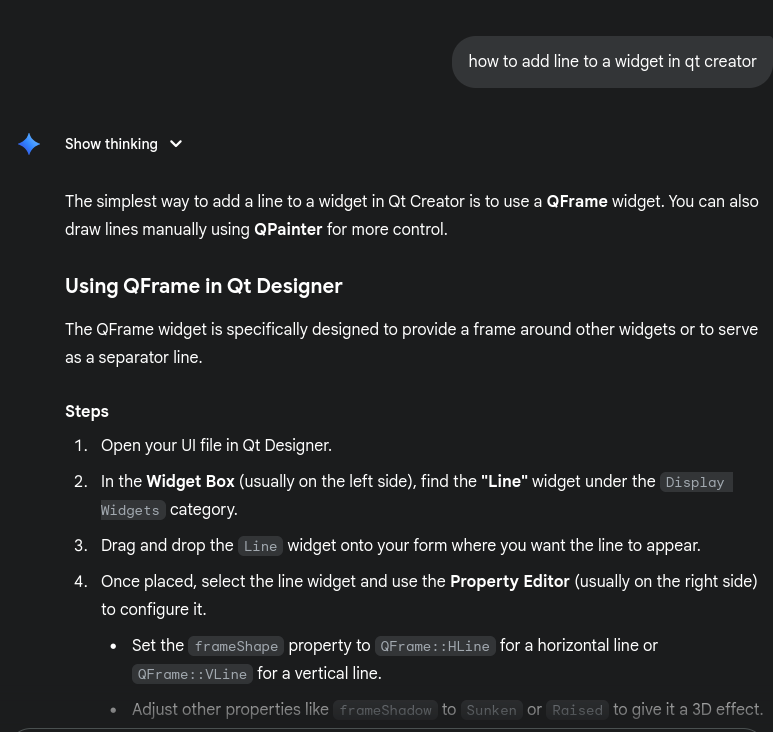 how to add line to a widget in qt creator
Show thinking
The simplest way to add a line to a widget in Qt Creator is to use a QFrame widget. You can also
draw lines manually using QPainter for more control.
Using QFrame in Qt Designer
The QFrame widget is specifically designed to provide a frame around other widgets or to serve
as a separator line.
Steps
1. Open your UI file in Qt Designer.
2. In the Widget Box (usually on the left side), find the "Line" widget under the Display
Widgets category.
3. Drag and drop the Line widget onto your form where you want the line to appear.
4. Once placed, select the line widget and use the Property Editor (usually on the right side)
to configure it.
• Set the frameShape property to QFrame::HLine for a horizontal line or
QFrame::VLine for a vertical line.
• Adjust other properties like frameShadow to Sunken or Raised to give it a 3D effect.